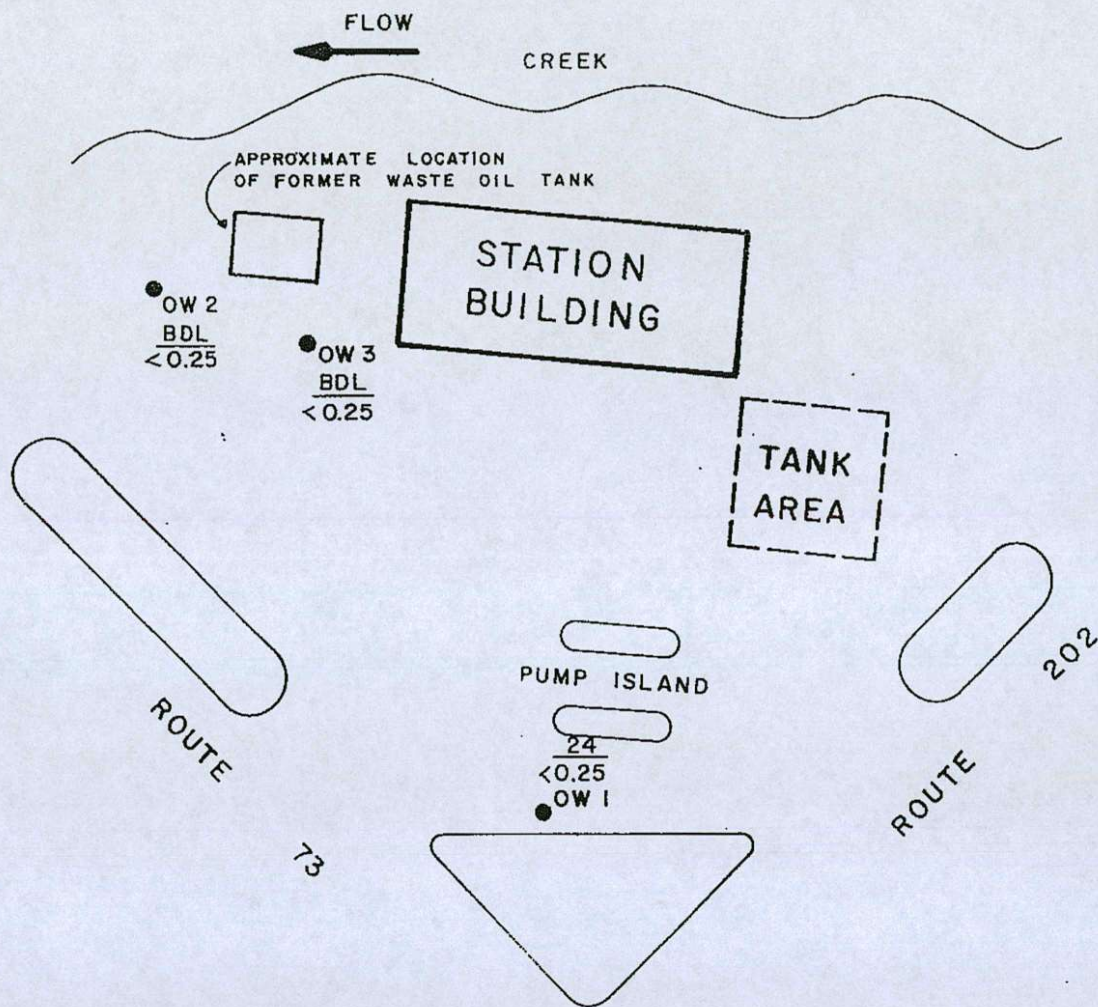 FLOW
CREEK
APPROXIMATE LOCATION
OF FORMER WASTE OIL TANK
STATION
BUILDING
OW 2
BDL
<0.25
OW 3
BDL
<0.25
TANK
AREA
PUMP ISLAND
24
<0.25
OW 1
ROUTE
73
ROUTE
202